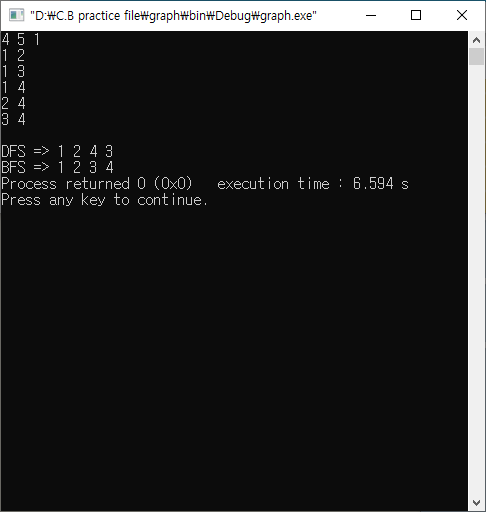 "D:₩C.B practice file₩graph₩bin₩Debug₩graph.exe"
4 5 1
1 2
1 3
1 4
2 4
3 4
DFS => 1 2 4 3
BFS => 1 2 3 4
Process returned 0 (0x0)   execution time : 6.594 s
Press any key to continue.